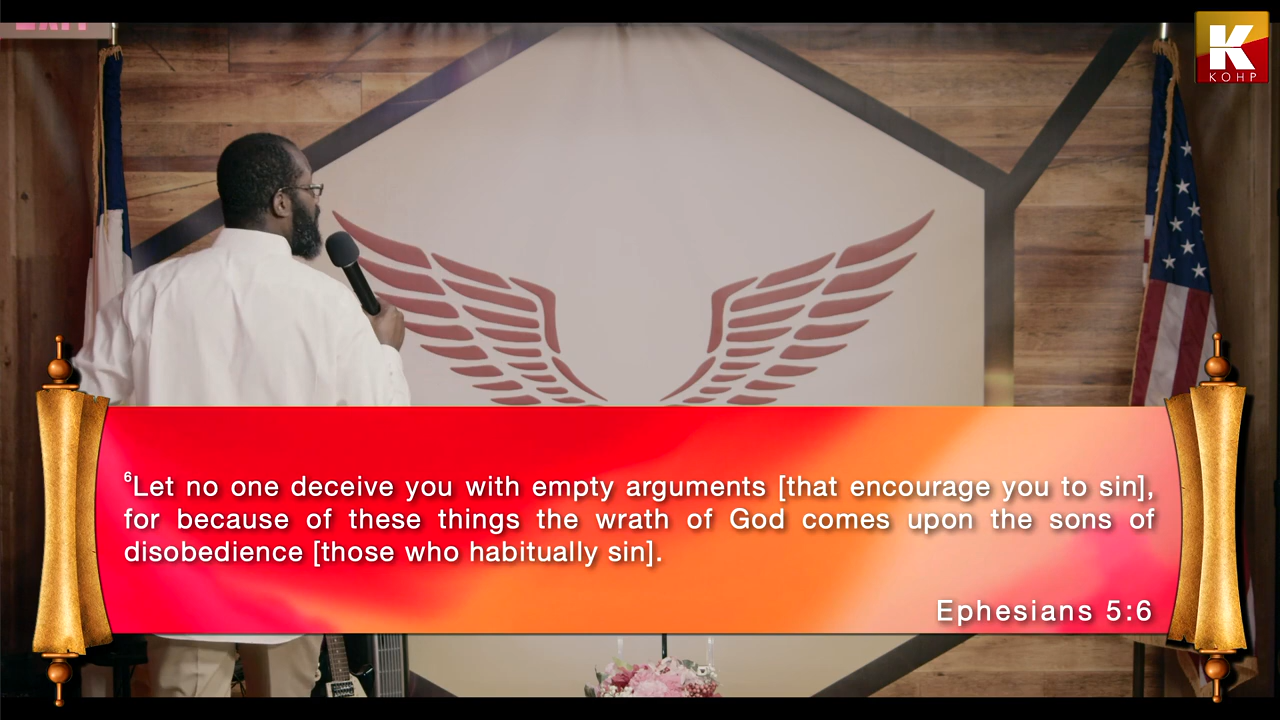 EXIT
K
KOHP
⁶Let no one deceive you with empty arguments [that encourage you to sin],
for because of these things the wrath of God comes upon the sons of
disobedience [those who habitually sin].
Ephesians 5:6